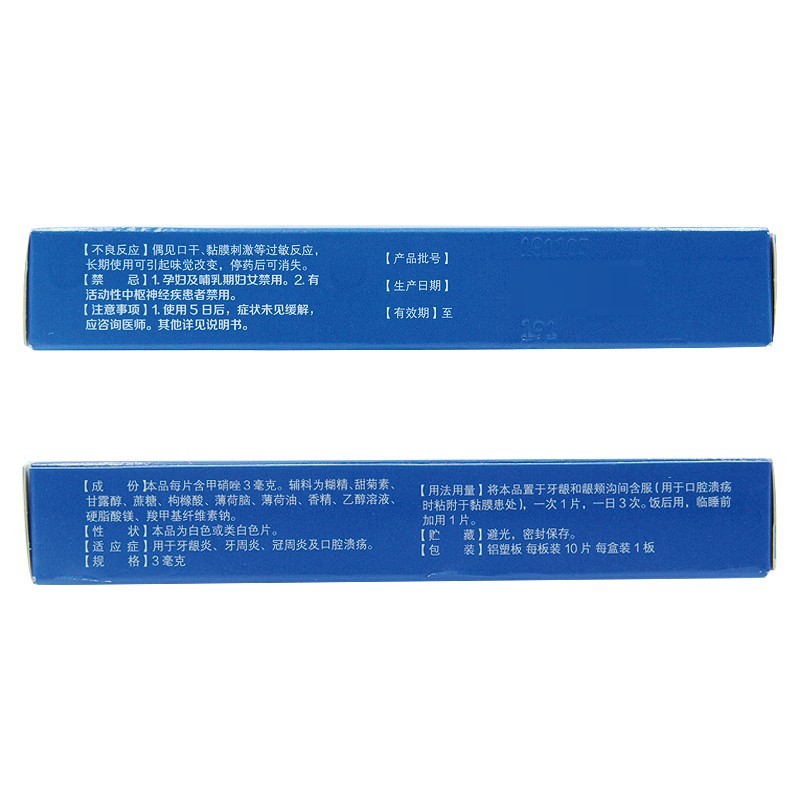 【不良反应】偶见口干、黏膜刺激等过敏反应，
长期使用可引起味觉改变，停药后可消失。
【禁　　忌】1.孕妇及哺乳期妇女禁用。2.有
活动性中枢神经疾患者禁用。
【注意事项】1.使用5日后，症状未见缓解，
应咨询医师。其他详见说明书。
【产品批号】
【生产日期】
【有效期】至
【成　　份】本品每片含甲硝唑3毫克。辅料为糊精、甜菊素、
甘露醇、蔗糖、枸橼酸、薄荷脑、薄荷油、香精、乙醇溶液、
硬脂酸镁、羧甲基纤维素钠。
【性　　状】本品为白色或类白色片。
【适 应 症】用于牙龈炎、牙周炎、冠周炎及口腔溃疡。
【规　　格】3毫克
【用法用量】将本品置于牙龈和龈颊沟间含服（用于口腔溃疡
时粘附于黏膜患处），一次1片，一日3次。饭后用，临睡前
加用1片。
【贮　　藏】避光，密封保存。
【包　　装】铝塑板 每板装10片 每盒装1板